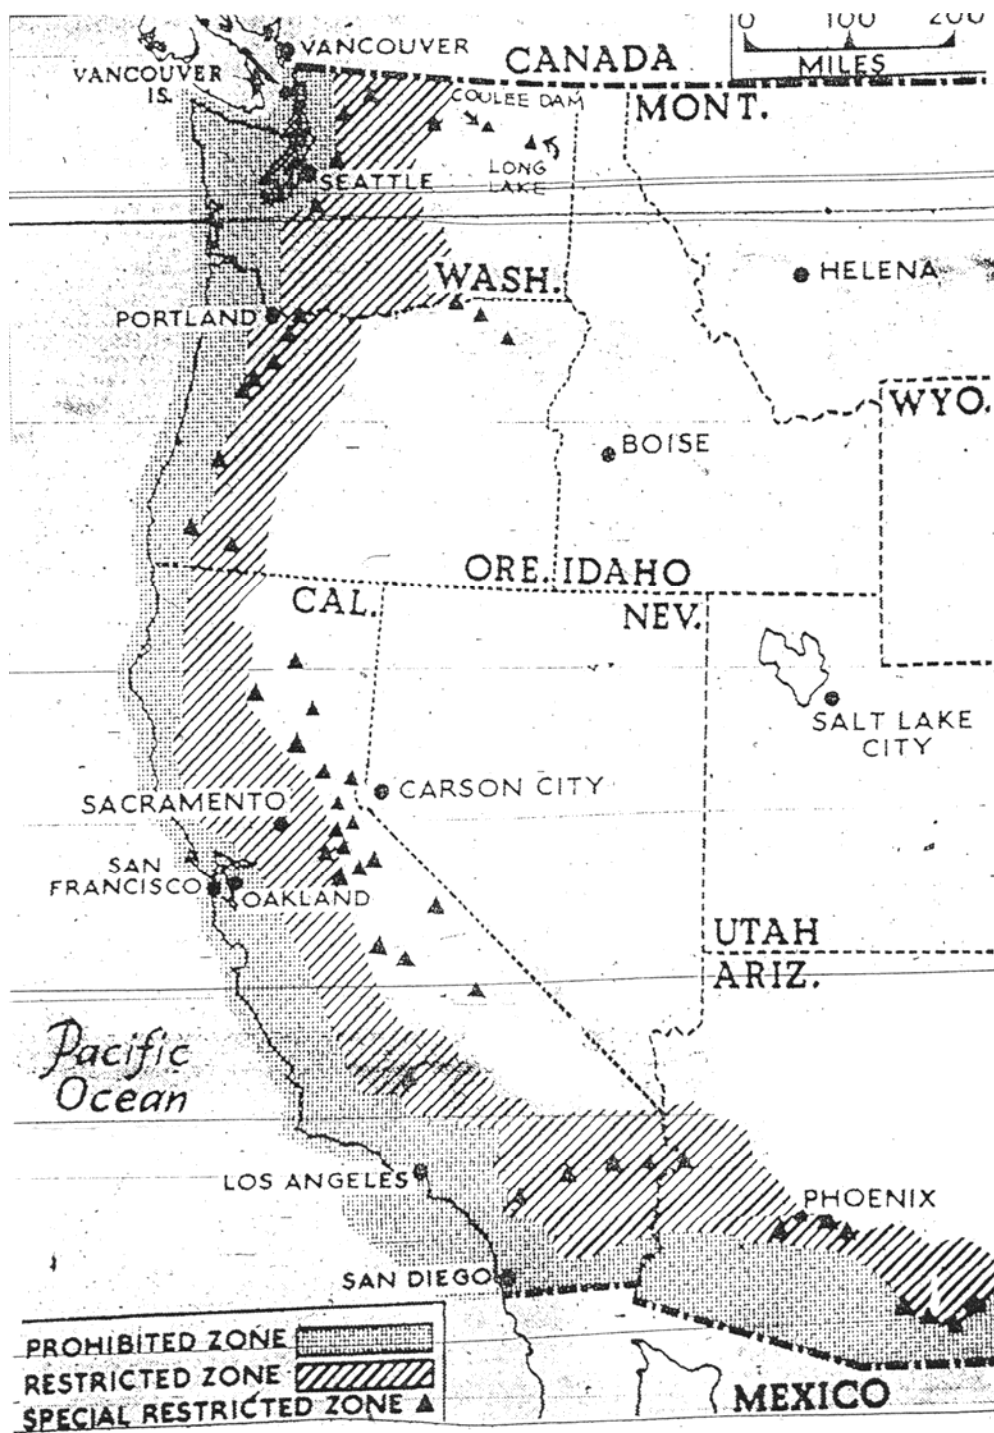 0 100 200
MILES
VANCOUVER
CANADA
VANCOUVER
IS.
COULEE DAM
MONT.
LONG
LAKE
SEATTLE
WASH.
HELENA
PORTLAND
WYO.
BOISE
ORE.
IDAHO
CAL.
NEV.
SALT LAKE
CITY
CARSON CITY
SACRAMENTO
SAN
FRANCISCO
OAKLAND
UTAH
ARIZ.
Pacific
Ocean
LOS ANGELES
PHOENIX
SAN DIEGO
PROHIBITED ZONE
RESTRICTED ZONE
SPECIAL RESTRICTED ZONE
MEXICO